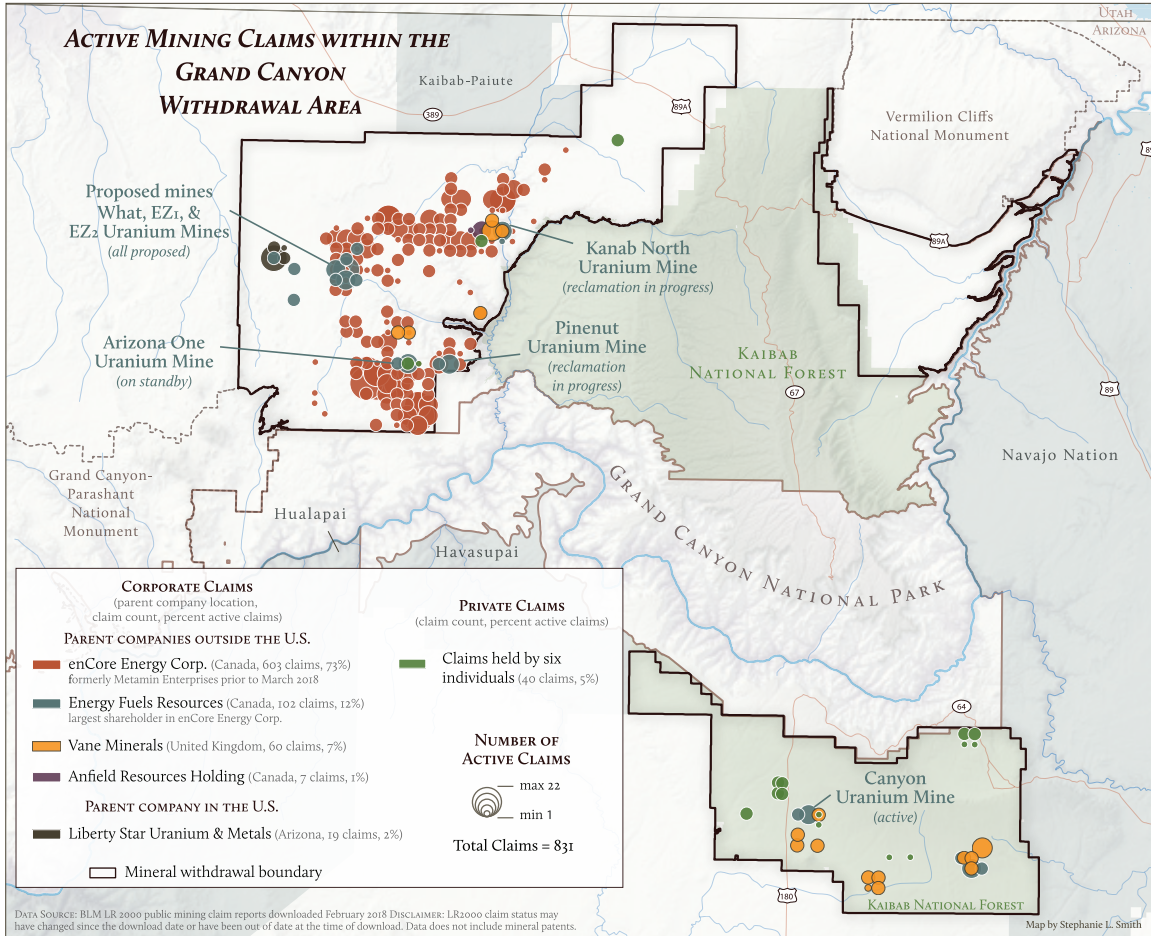 ACTIVE MINING CLAIMS WITHIN THE
GRAND CANYON
WITHDRAWAL AREA
UTAH
ARIZONA
Kaibab-Paiute
389
89A
Vermilion Cliffs
National Monument
89
Proposed mines
What, EZ1, &
EZ2 Uranium Mines
(all proposed)
89A
Kanab North
Uranium Mine
(reclamation in progress)
Arizona One
Uranium Mine
(on standby)
Pinenut
Uranium Mine
(reclamation
in progress)
KAIBAB
NATIONAL FOREST
67
89
Navajo Nation
Grand Canyon-
Parashant
National
Monument
Hualapai
Havasupai
GRAND CANYON NATIONAL PARK
CORPORATE CLAIMS
(parent company location,
claim count, percent active claims)
PARENT COMPANIES OUTSIDE THE U.S.
enCore Energy Corp. (Canada, 603 claims, 73%)
formerly Metamin Enterprises prior to March 2018
Energy Fuels Resources (Canada, 102 claims, 12%)
largest shareholder in enCore Energy Corp.
Vane Minerals (United Kingdom, 60 claims, 7%)
Anfield Resources Holding (Canada, 7 claims, 1%)
PARENT COMPANY IN THE U.S.
Liberty Star Uranium & Metals (Arizona, 19 claims, 2%)
Mineral withdrawal boundary
PRIVATE CLAIMS
(claim count, percent active claims)
Claims held by six
individuals (40 claims, 5%)
NUMBER OF
ACTIVE CLAIMS
max 22
min 1
Total Claims = 831
64
Canyon
Uranium Mine
(active)
180
KAIBAB NATIONAL FOREST
DATA SOURCE: BLM LR 2000 public mining claim reports downloaded February 2018 DISCLAIMER: LR2000 claim status may
have changed since the download date or have been out of date at the time of download. Data does not include mineral patents.
Map by Stephanie L. Smith